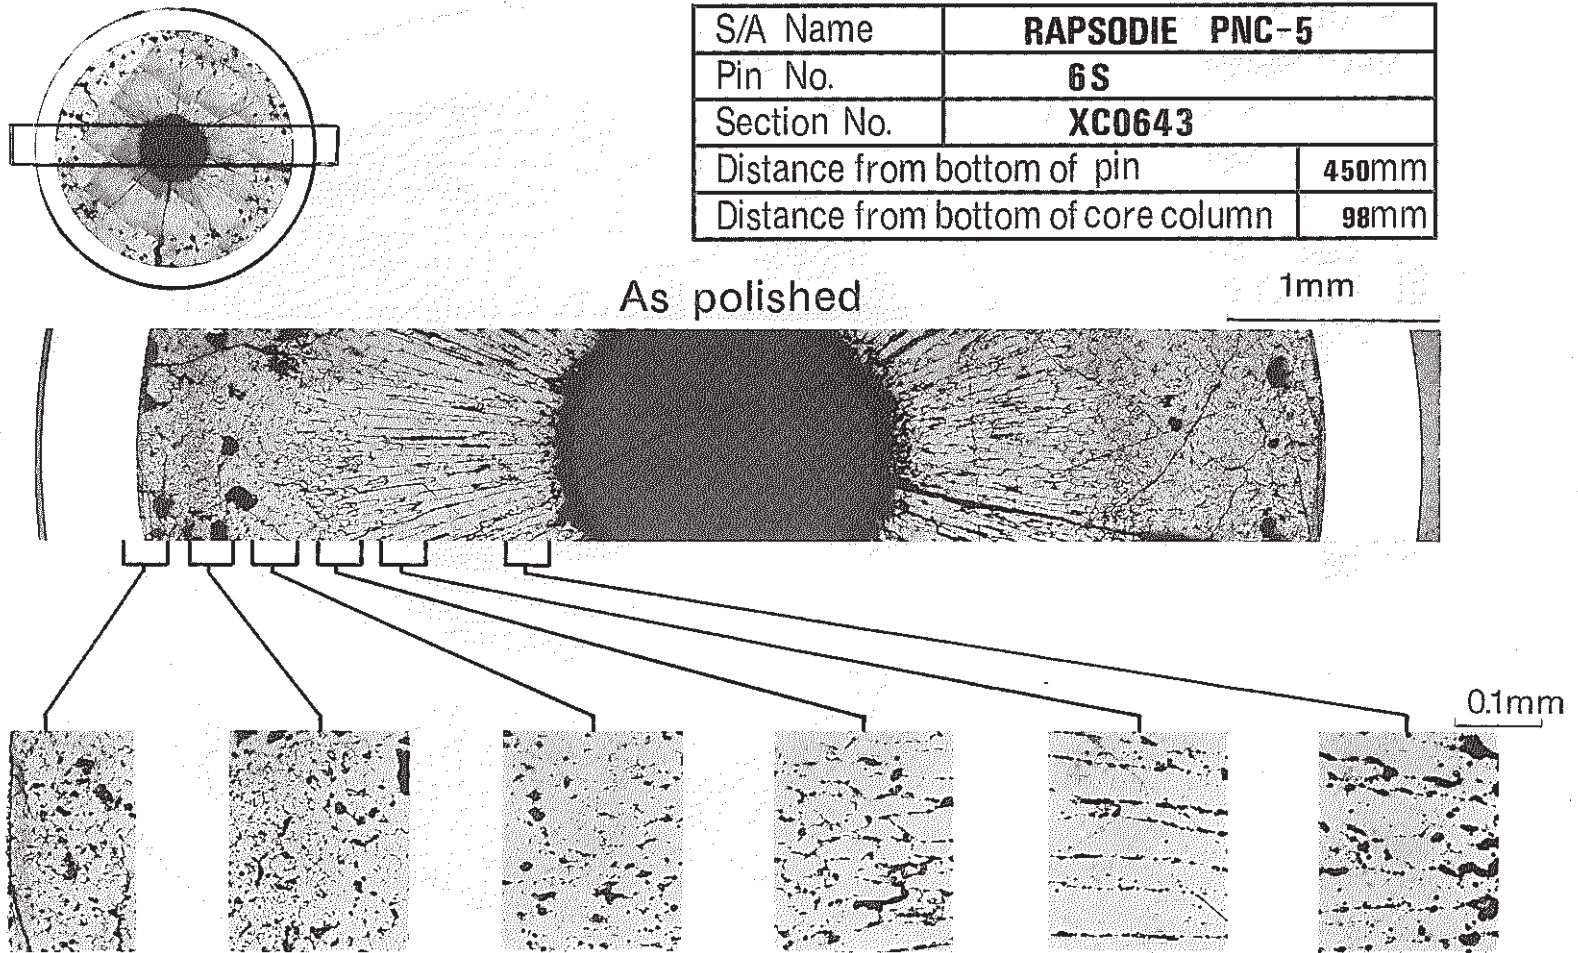 S/A Name RAPSODIE PNC-5
Pin No. 6S
Section No. XC0643
Distance from bottom of pin 450mm
Distance from bottom of core column 98mm
As polished
1mm
0.1mm